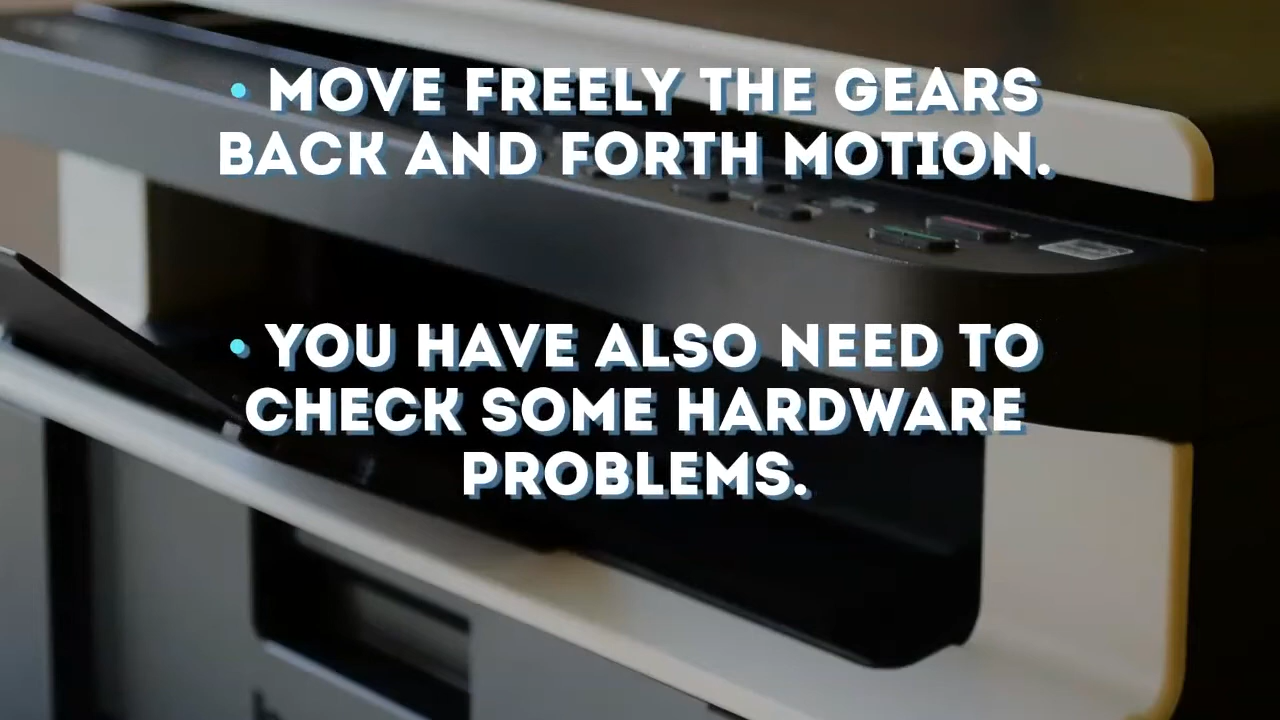 • MOVE FREELY THE GEARS
BACK AND FORTH MOTION.
• YOU HAVE ALSO NEED TO
CHECK SOME HARDWARE
PROBLEMS.